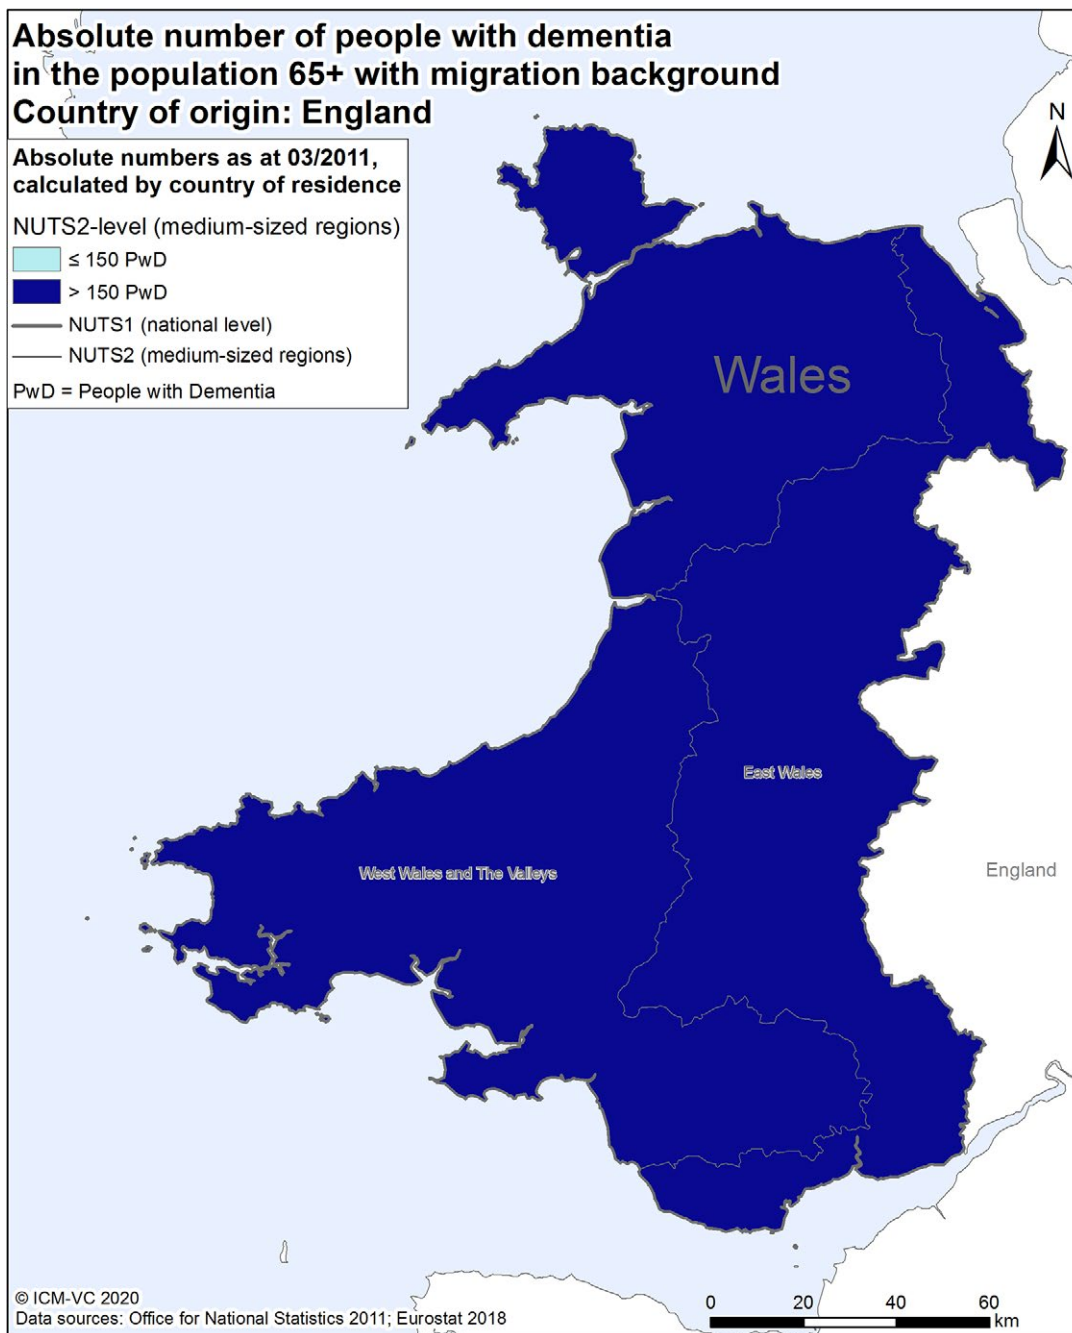 Absolute number of people with dementia
in the population 65+ with migration background
Country of origin: England
Absolute numbers as at 03/2011,
calculated by country of residence
NUTS2-level (medium-sized regions)
≤ 150 PwD
> 150 PwD
NUTS1 (national level)
NUTS2 (medium-sized regions)
PwD = People with Dementia
N
Wales
East Wales
West Wales and The Valleys
England
© ICM-VC 2020
Data sources: Office for National Statistics 2011; Eurostat 2018
0 20 40 60
km